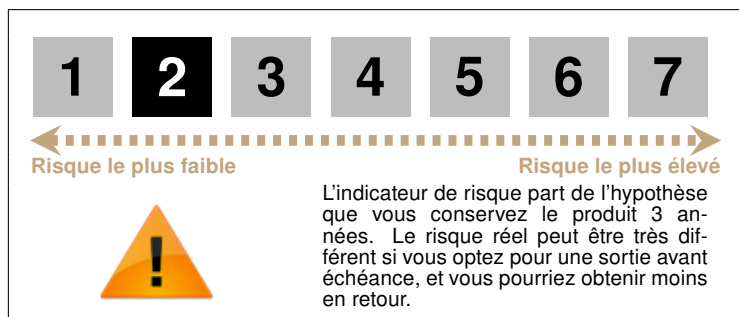 1 2 3 4 5 6 7
Risque le plus faible Risque le plus élevé
L'indicateur de risque part de l'hypothèse
que vous conservez le produit 3 an-
nées. Le risque réel peut être très dif-
férent si vous optez pour une sortie avant
échéance, et vous pourriez obtenir moins
en retour.
!